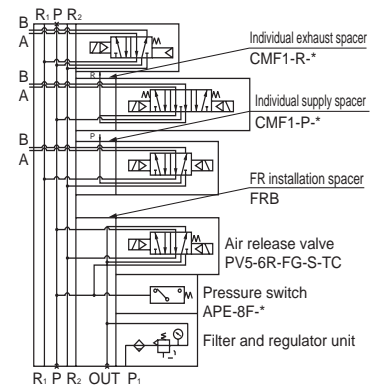 R₁ P R₂
B
A
R
Individual exhaust spacer
CMF1-R-*
B
A
Individual supply spacer
CMF1-P-*
P
B
A
FR installation spacer
FRB
Air release valve
PV5-6R-FG-S-TC
Pressure switch
APE-8F-*
Filter and regulator unit
R₁ P R₂ OUT P₁